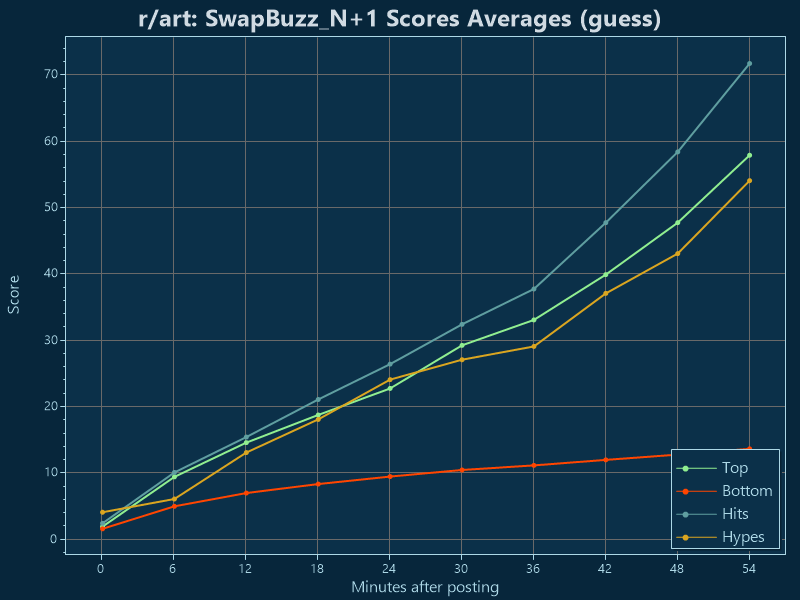 r/art: SwapBuzz_N+1 Scores Averages (guess)
Score
70
60
50
40
30
20
10
0
0 6 12 18 24 30 36 42 48 54
Minutes after posting
Top
Bottom
Hits
Hypes